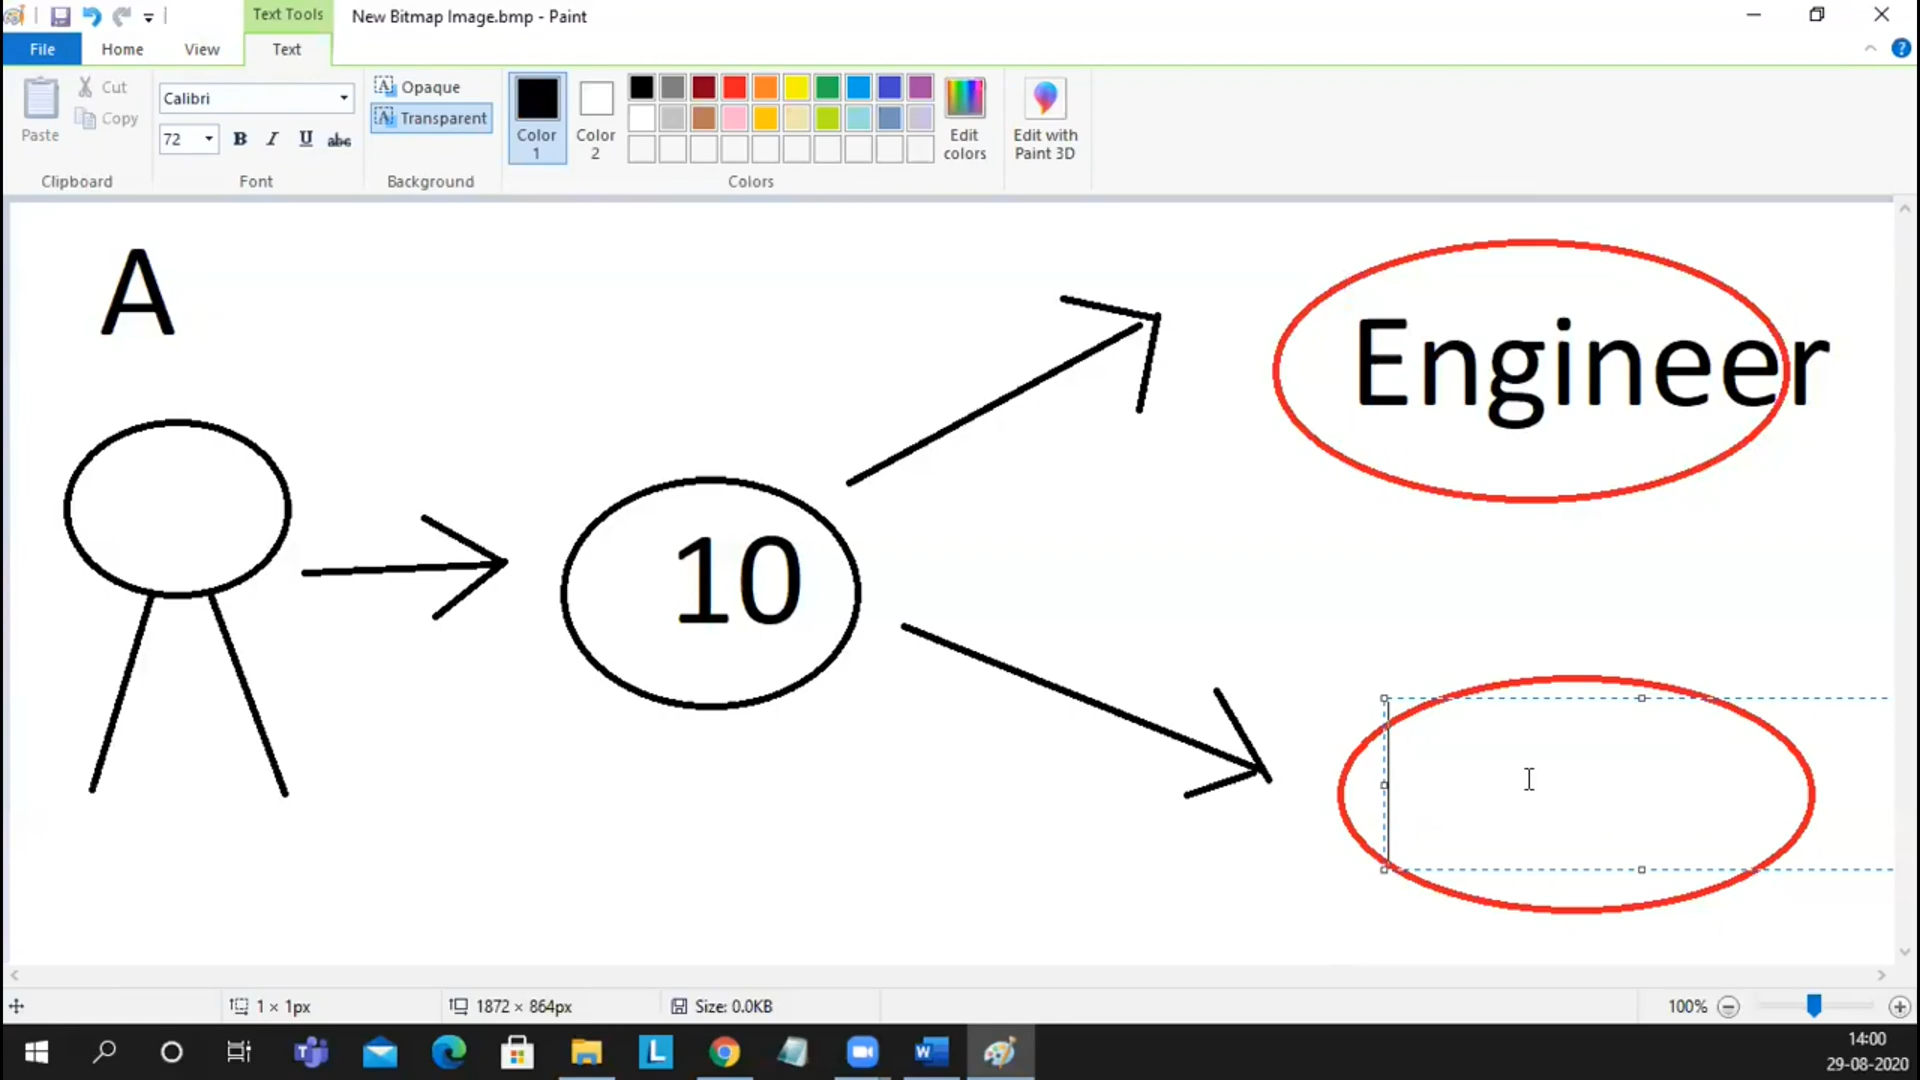 New Bitmap Image.bmp - Paint
Text Tools
File Home View Text
Paste
Cut
Copy
Clipboard
Calibri
72
B I U abc
Font
Opaque
Transparent
Background
Color 1
Color 2
Edit colors
Colors
Edit with Paint 3D
A
Engineer
10
1 × 1px
1872 × 864px
Size: 0.0KB
100%
14:00
29-08-2020